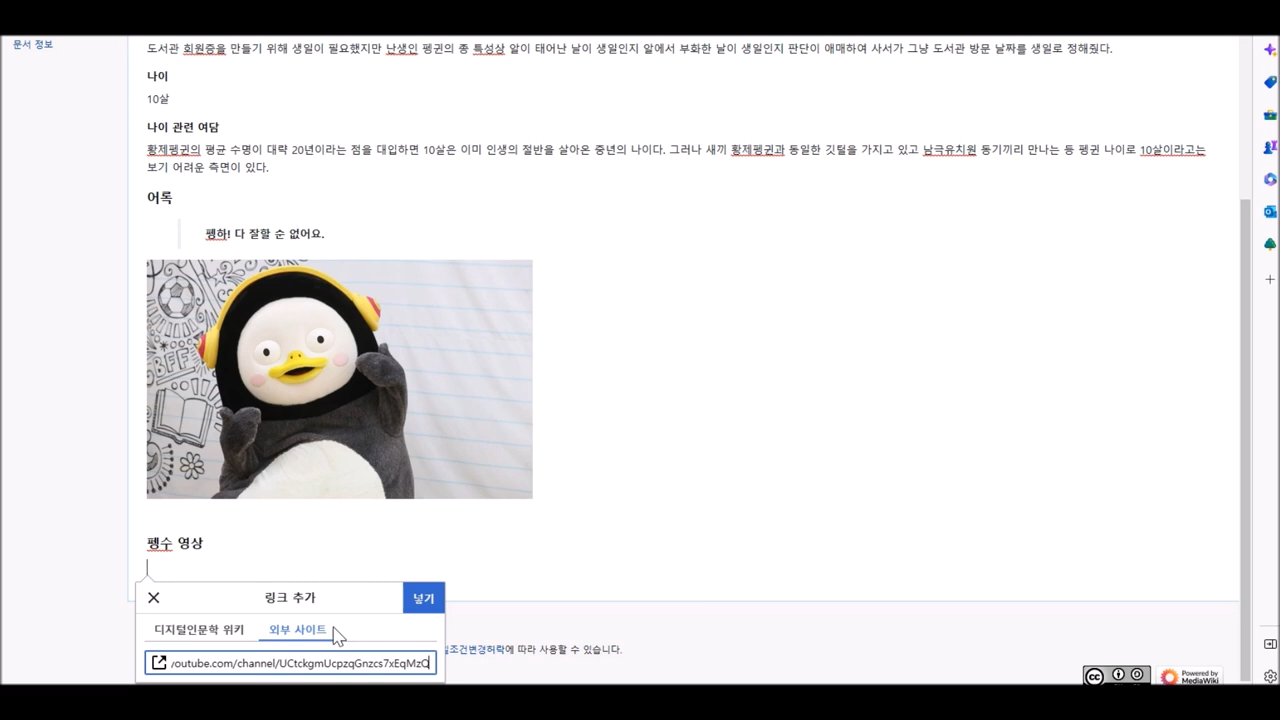 문서 정보
도서관 회원증을 만들기 위해 생일이 필요했지만 난생인 펭귄의 종 특성상 알이 태어난 날이 생일인지 알에서 부화한 날이 생일인지 판단이 애매하여 사서가 그냥 도서관 방문 날짜를 생일로 정해줬다.
나이
10살
나이 관련 여담
황제펭귄의 평균 수명이 대략 20년이라는 점을 대입하면 10살은 이미 인생의 절반을 살아온 중년의 나이다. 그러나 새끼 황제펭귄과 동일한 깃털을 가지고 있고 남극유치원 동기끼리 만나는 등 펭귄 나이로 10살이라고는
보기 어려운 측면이 있다.
어록
펭하! 다 잘할 순 없어요.
BFF
펭수 영상
링크 추가
넣기
디지털인문학 위키
외부 사이트
youtube.com/channel/UCtckgmUcpzqGnzcs7xEqMzQ
일조건변경허락에 따라 사용할 수 있습니다.
cc
Powered by
MediaWiki